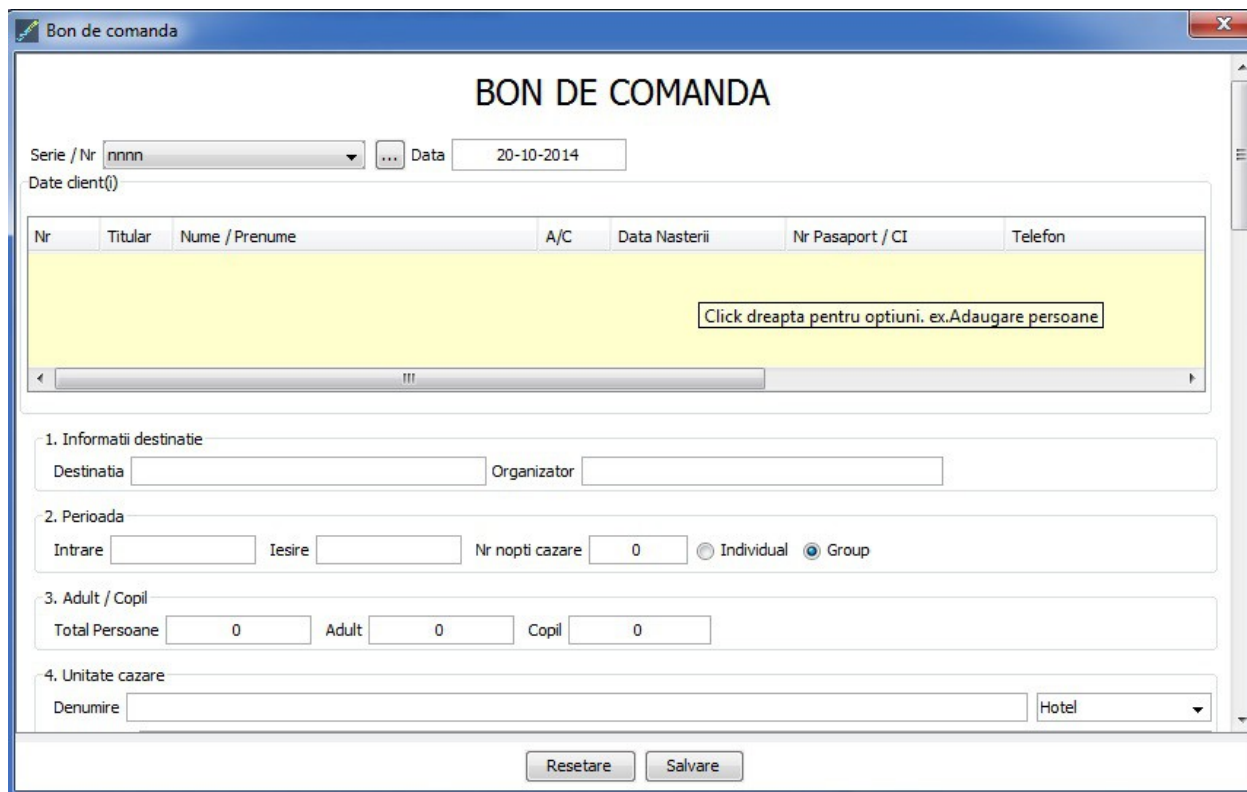 Bon de comanda
BON DE COMANDA
Serie / Nr nnnn ... Data 20-10-2014
Date client(i)
Nr Titular Nume / Prenume A/C Data Nasterii Nr Pasaport / CI Telefon
Click dreapta pentru optiuni. ex.Adaugare persoane
1. Informatii destinatie
Destinatia Organizator
2. Perioada
Intrare Iesire Nr nopti cazare 0 Individual Group
3. Adult / Copil
Total Persoane 0 Adult 0 Copil 0
4. Unitate cazare
Denumire Hotel
Resetare Salvare